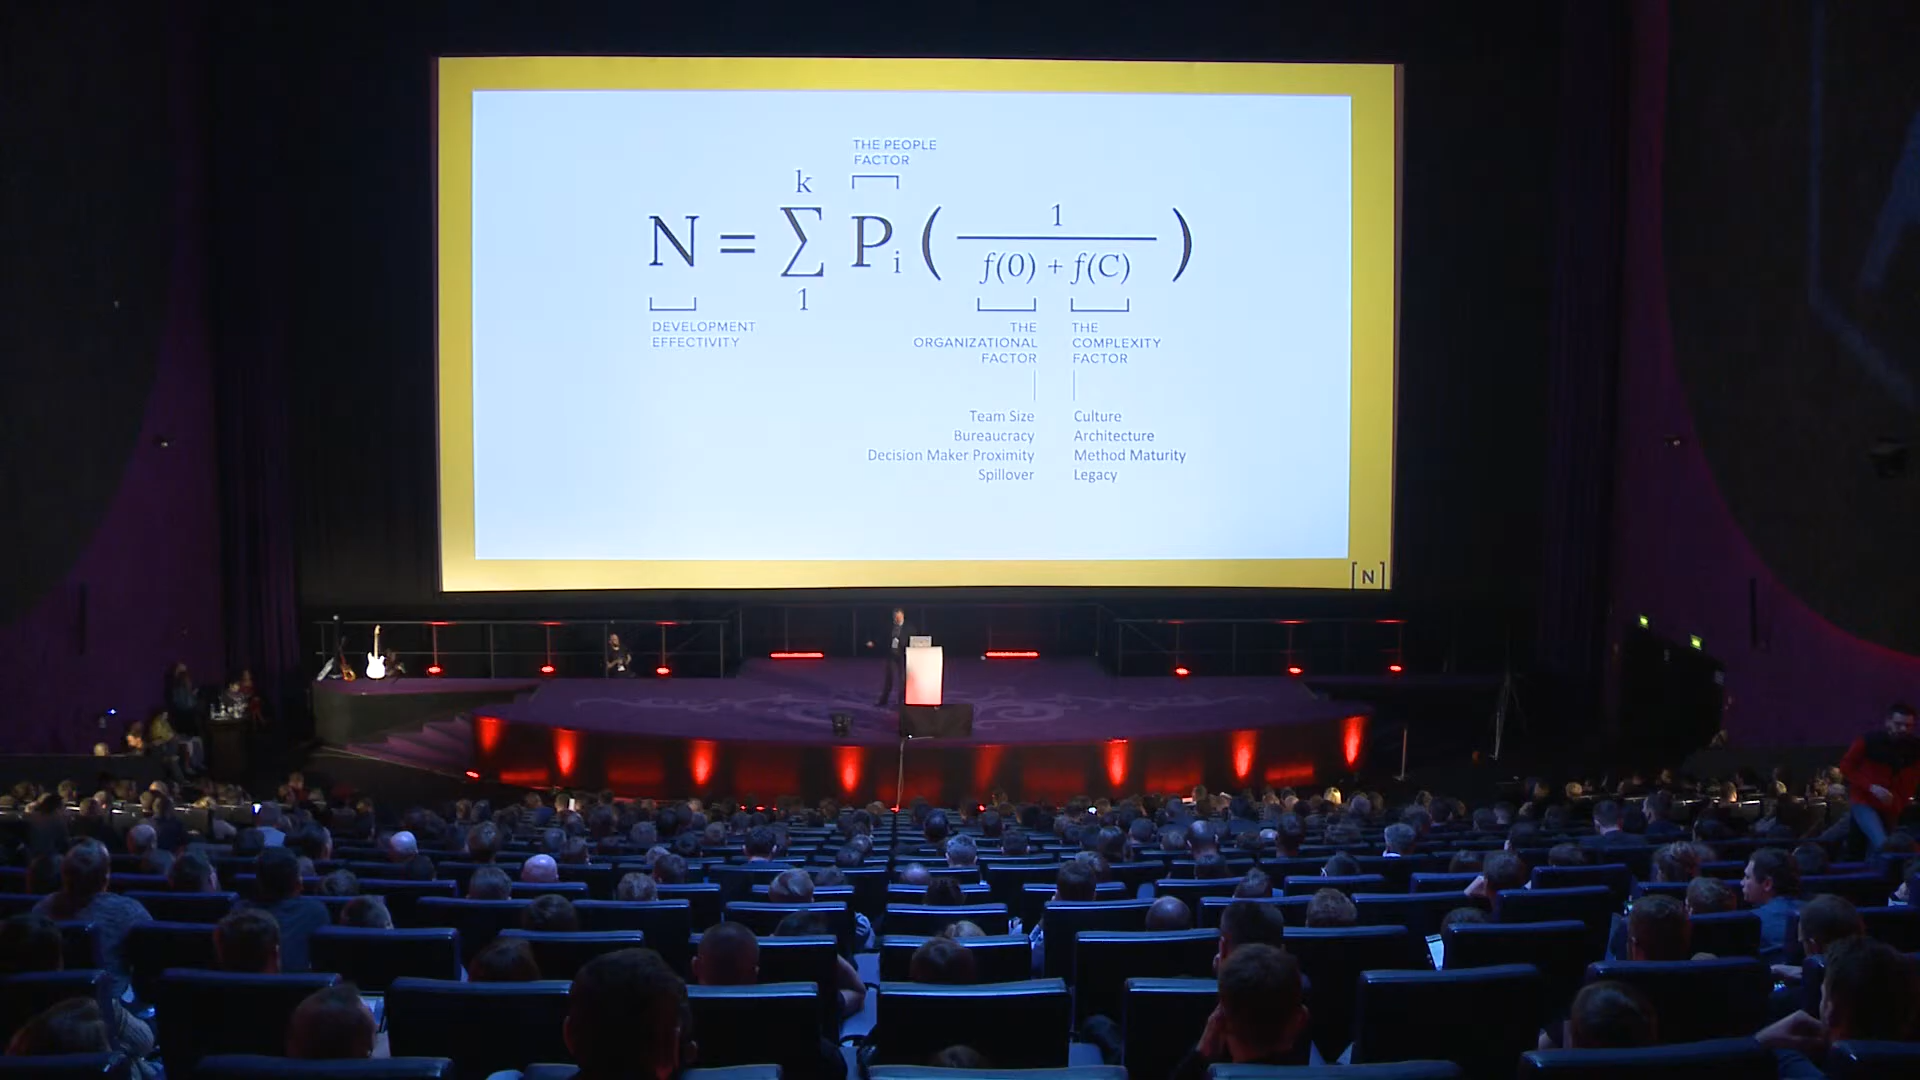 THE PEOPLE
FACTOR
k
N = ∑ P_i ( 1 / f(0) + f(C) )
1
DEVELOPMENT
EFFECTIVITY
THE
ORGANIZATIONAL
FACTOR
Team Size
Bureaucracy
Decision Maker Proximity
Spillover
THE
COMPLEXITY
FACTOR
Culture
Architecture
Method Maturity
Legacy
[N]